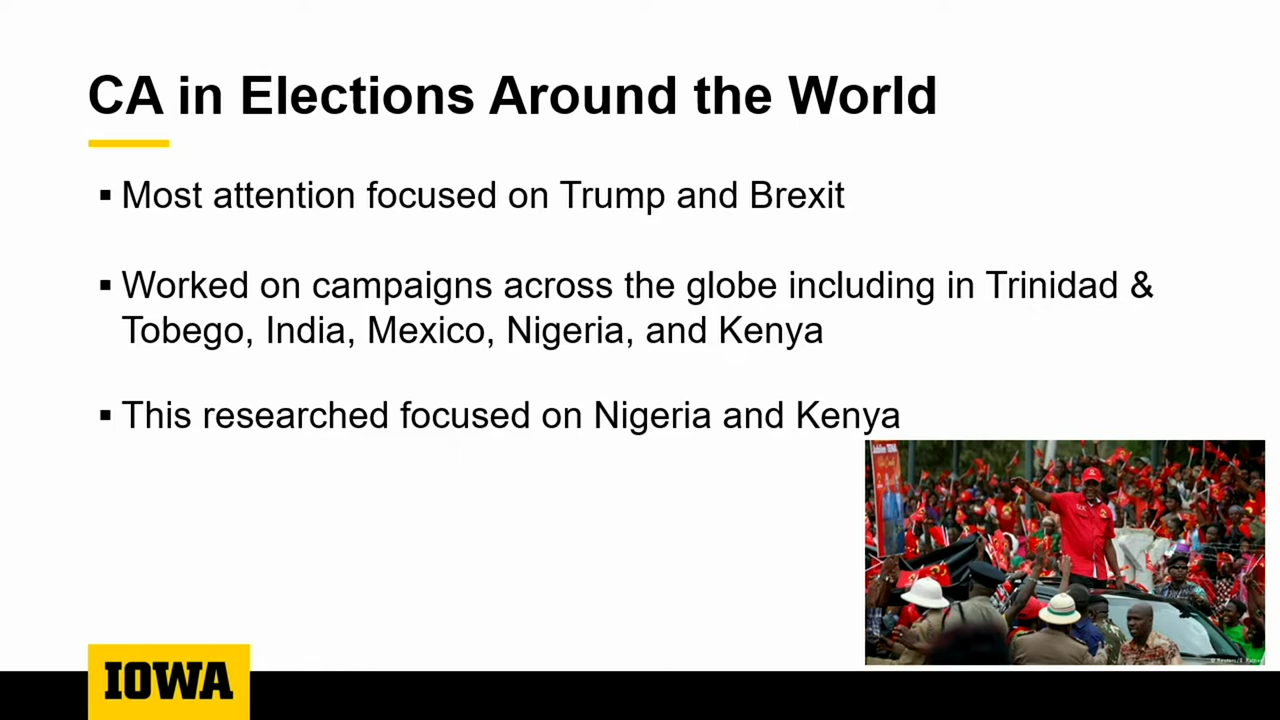 CA in Elections Around the World
▪ Most attention focused on Trump and Brexit
▪ Worked on campaigns across the globe including in Trinidad &
Tobego, India, Mexico, Nigeria, and Kenya
▪ This researched focused on Nigeria and Kenya
IOWA